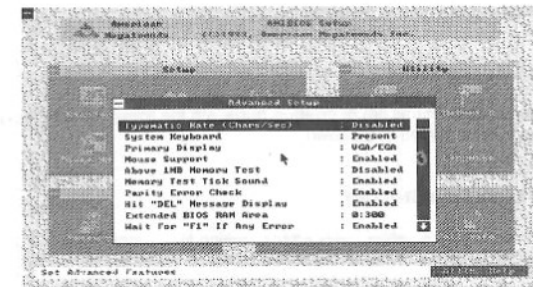 American Megatrends
AMIBIOS Setup
(C)1993, American Megatrends Inc.
Setup
Utility
Advanced Setup
Typematic Rate (Chars/Sec) : Disabled
System Keyboard : Present
Primary Display : VGA/EGA
Mouse Support : Enabled
Above 1MB Memory Test : Disabled
Memory Test Tick Sound : Enabled
Parity Error Check : Enabled
Hit "DEL" Message Display : Enabled
Extended BIOS RAM Area : 0:300
Wait For "F1" If Any Error : Enabled
Set Advanced Features
Help